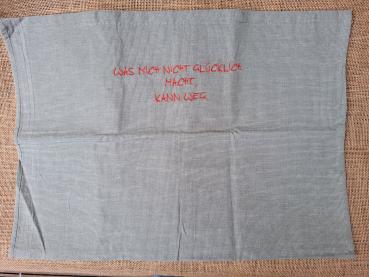 WAS MICH NICHT GLÜCKLICH
MACHT,
KANN WEG